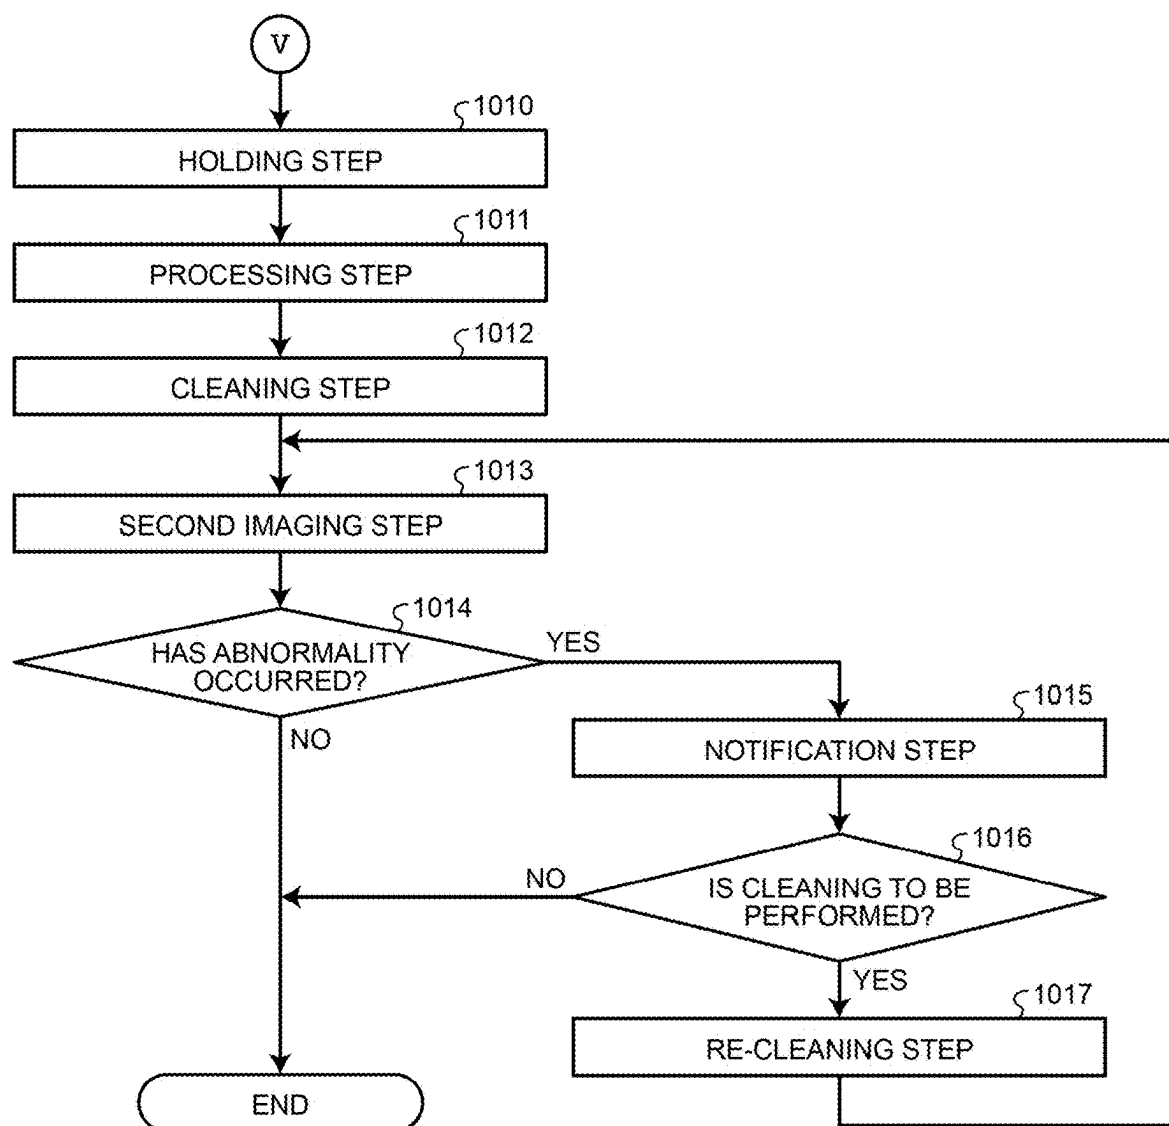 V
1010
HOLDING STEP
1011
PROCESSING STEP
1012
CLEANING STEP
1013
SECOND IMAGING STEP
1014
HAS ABNORMALITY
OCCURRED?
YES
NO
1015
NOTIFICATION STEP
1016
IS CLEANING TO BE
PERFORMED?
NO
YES
1017
RE-CLEANING STEP
END